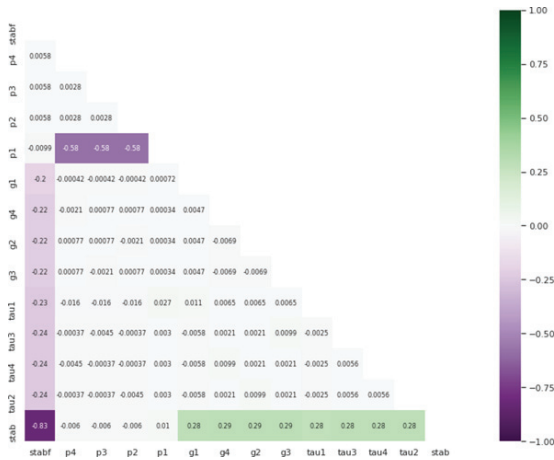 stabf
p4 0.0058
p3 0.0058 0.0028
p2 0.0058 0.0028 0.0028
p1 -0.0099 -0.58 -0.58 -0.58
g1 -0.2 -0.00042 -0.00042 -0.00042 0.00072
g4 -0.22 -0.0021 0.00077 0.00077 0.00034 0.0047
g2 -0.22 0.00077 -0.0021 0.00077 0.00034 0.0047 -0.0069
g3 -0.22 0.00077 -0.0021 0.00077 0.00034 0.0047 -0.0069 -0.0069
tau1 -0.23 -0.016 -0.016 -0.016 0.027 0.011 0.0065 0.0065 0.0065
tau3 -0.24 -0.00037 -0.0045 -0.00037 0.003 -0.0058 0.0021 0.0021 0.0099 -0.0025
tau4 -0.24 -0.0045 -0.00037 -0.00037 0.003 -0.0058 0.0099 0.0021 0.0021 -0.0025 0.0056
tau2 -0.24 -0.00037 -0.00037 -0.0045 0.003 -0.0058 0.0021 0.0099 0.0021 -0.0025 0.0056 0.0056
stab -0.83 -0.006 -0.006 -0.006 0.01 0.28 0.29 0.29 0.29 0.28 0.28 0.28 0.28
stabf p4 p3 p2 p1 g1 g4 g2 g3 tau1 tau3 tau4 tau2 stab
1.00
0.75
0.50
0.25
0.00
-0.25
-0.50
-0.75
-1.00